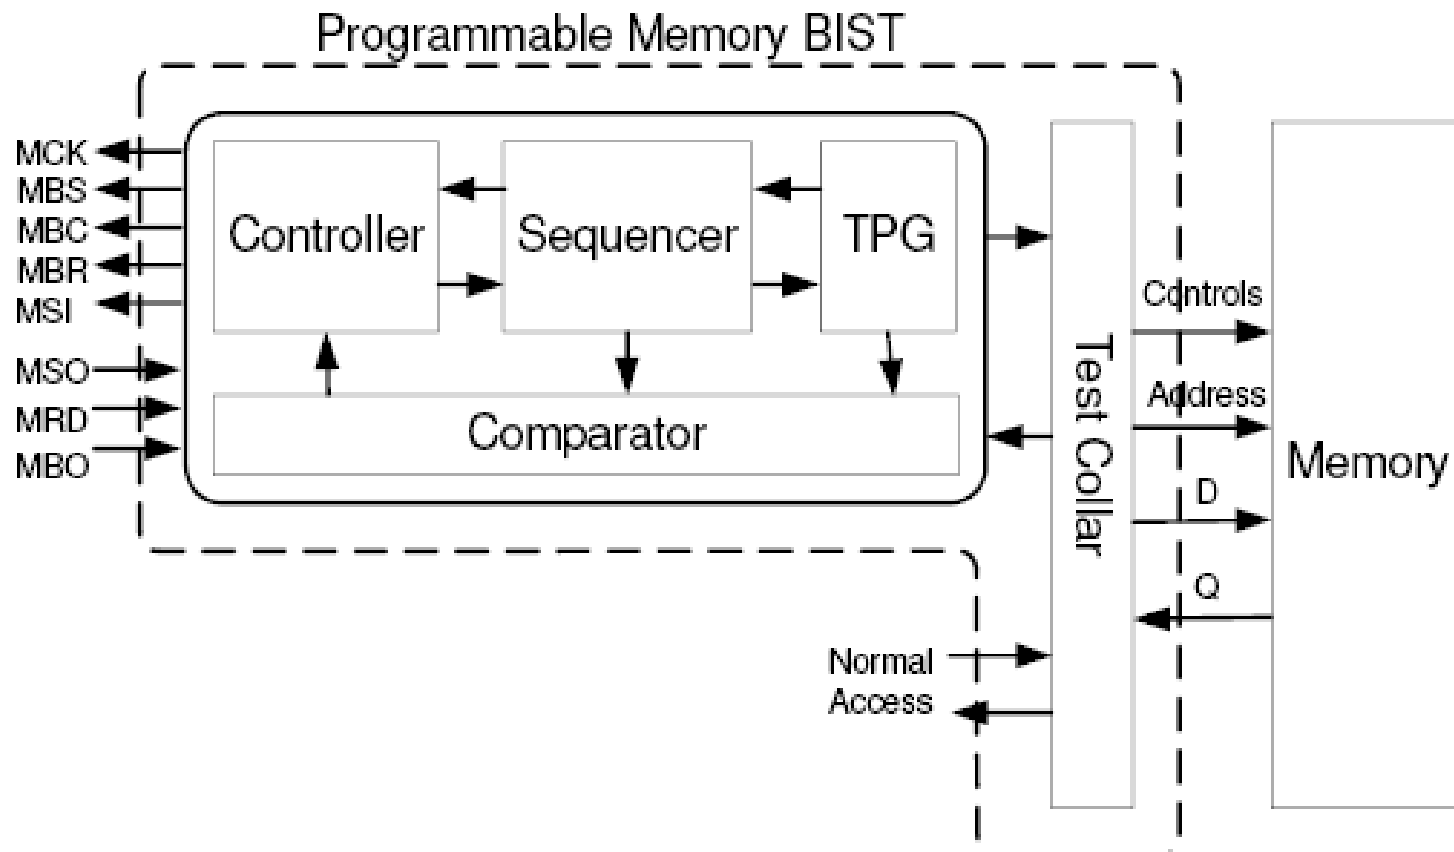 Programmable Memory BIST
MCK
MBS
MBC
MBR
MSI
MSO
MRD
MBO
Controller
Sequencer
TPG
Comparator
Test Collar
Controls
Address
D
Q
Memory
Normal
Access